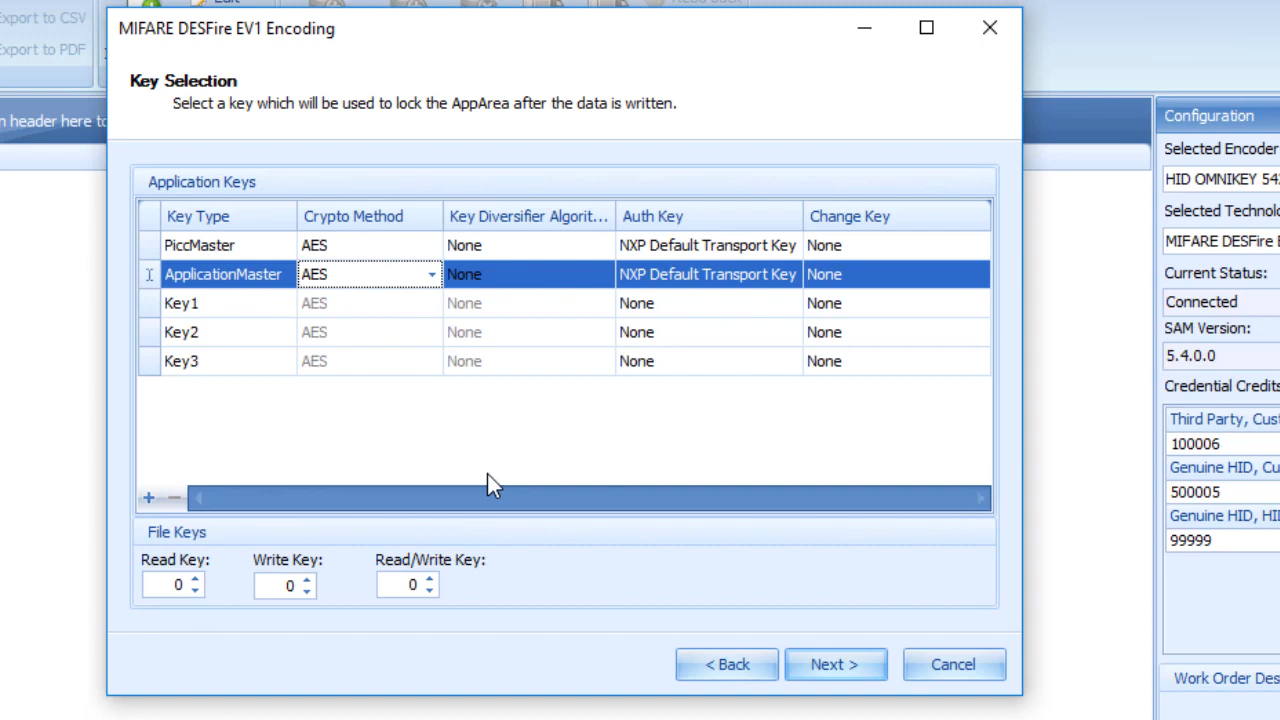 Export to CSV
Edit
Read Back
MIFARE DESFire EV1 Encoding
Export to PDF
Key Selection
Select a key which will be used to lock the AppArea after the data is written.
n header here to
Application Keys
Key Type Crypto Method Key Diversifier Algorit... Auth Key Change Key
PiccMaster AES None NXP Default Transport Key None
ApplicationMaster AES None NXP Default Transport Key None
Key1 AES None None None
Key2 AES None None None
Key3 AES None None None
File Keys
Read Key: Write Key: Read/Write Key:
0 0 0
< Back Next > Cancel
Configuration
Selected Encoder
HID OMNIKEY 54
Selected Technolo
MIFARE DESFire E
Current Status:
Connected
SAM Version:
5.4.0.0
Credential Credits
Third Party, Cust
100006
Genuine HID, Cu
500005
Genuine HID, HI
99999
Work Order Des